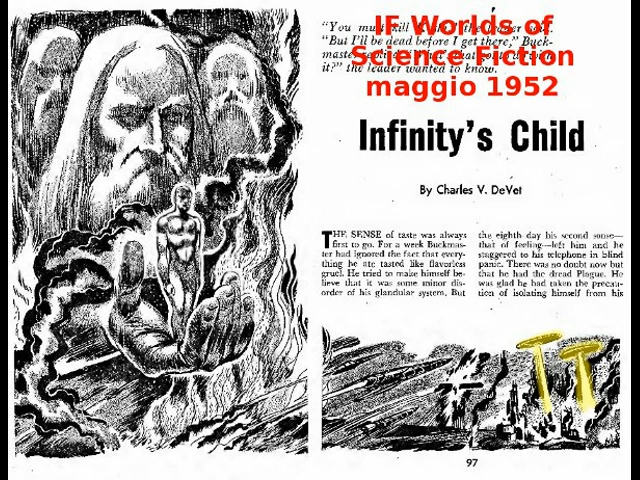 IF Worlds of
Science Fiction
maggio 1952
"You kill
"But I'll be dead before I get there," Buck-
it?" the leader wanted to know.
Infinity's Child
By Charles V. DeVet
THE SENSE of taste was always
first to go. For a week Buckmas-
ter had ignored the fact that every-
thing he ate tasted like flavorless
gruel. He tried to make himself be-
lieve that it was some minor dis-
order of his glandular system. But
the eighth day his second sense—
that of feeling—left him and he
staggered to his telephone in blind
panic. There was no doubt now but
that he had the dread Plague. He
was glad he had taken the precau-
tion of isolating himself from his
97